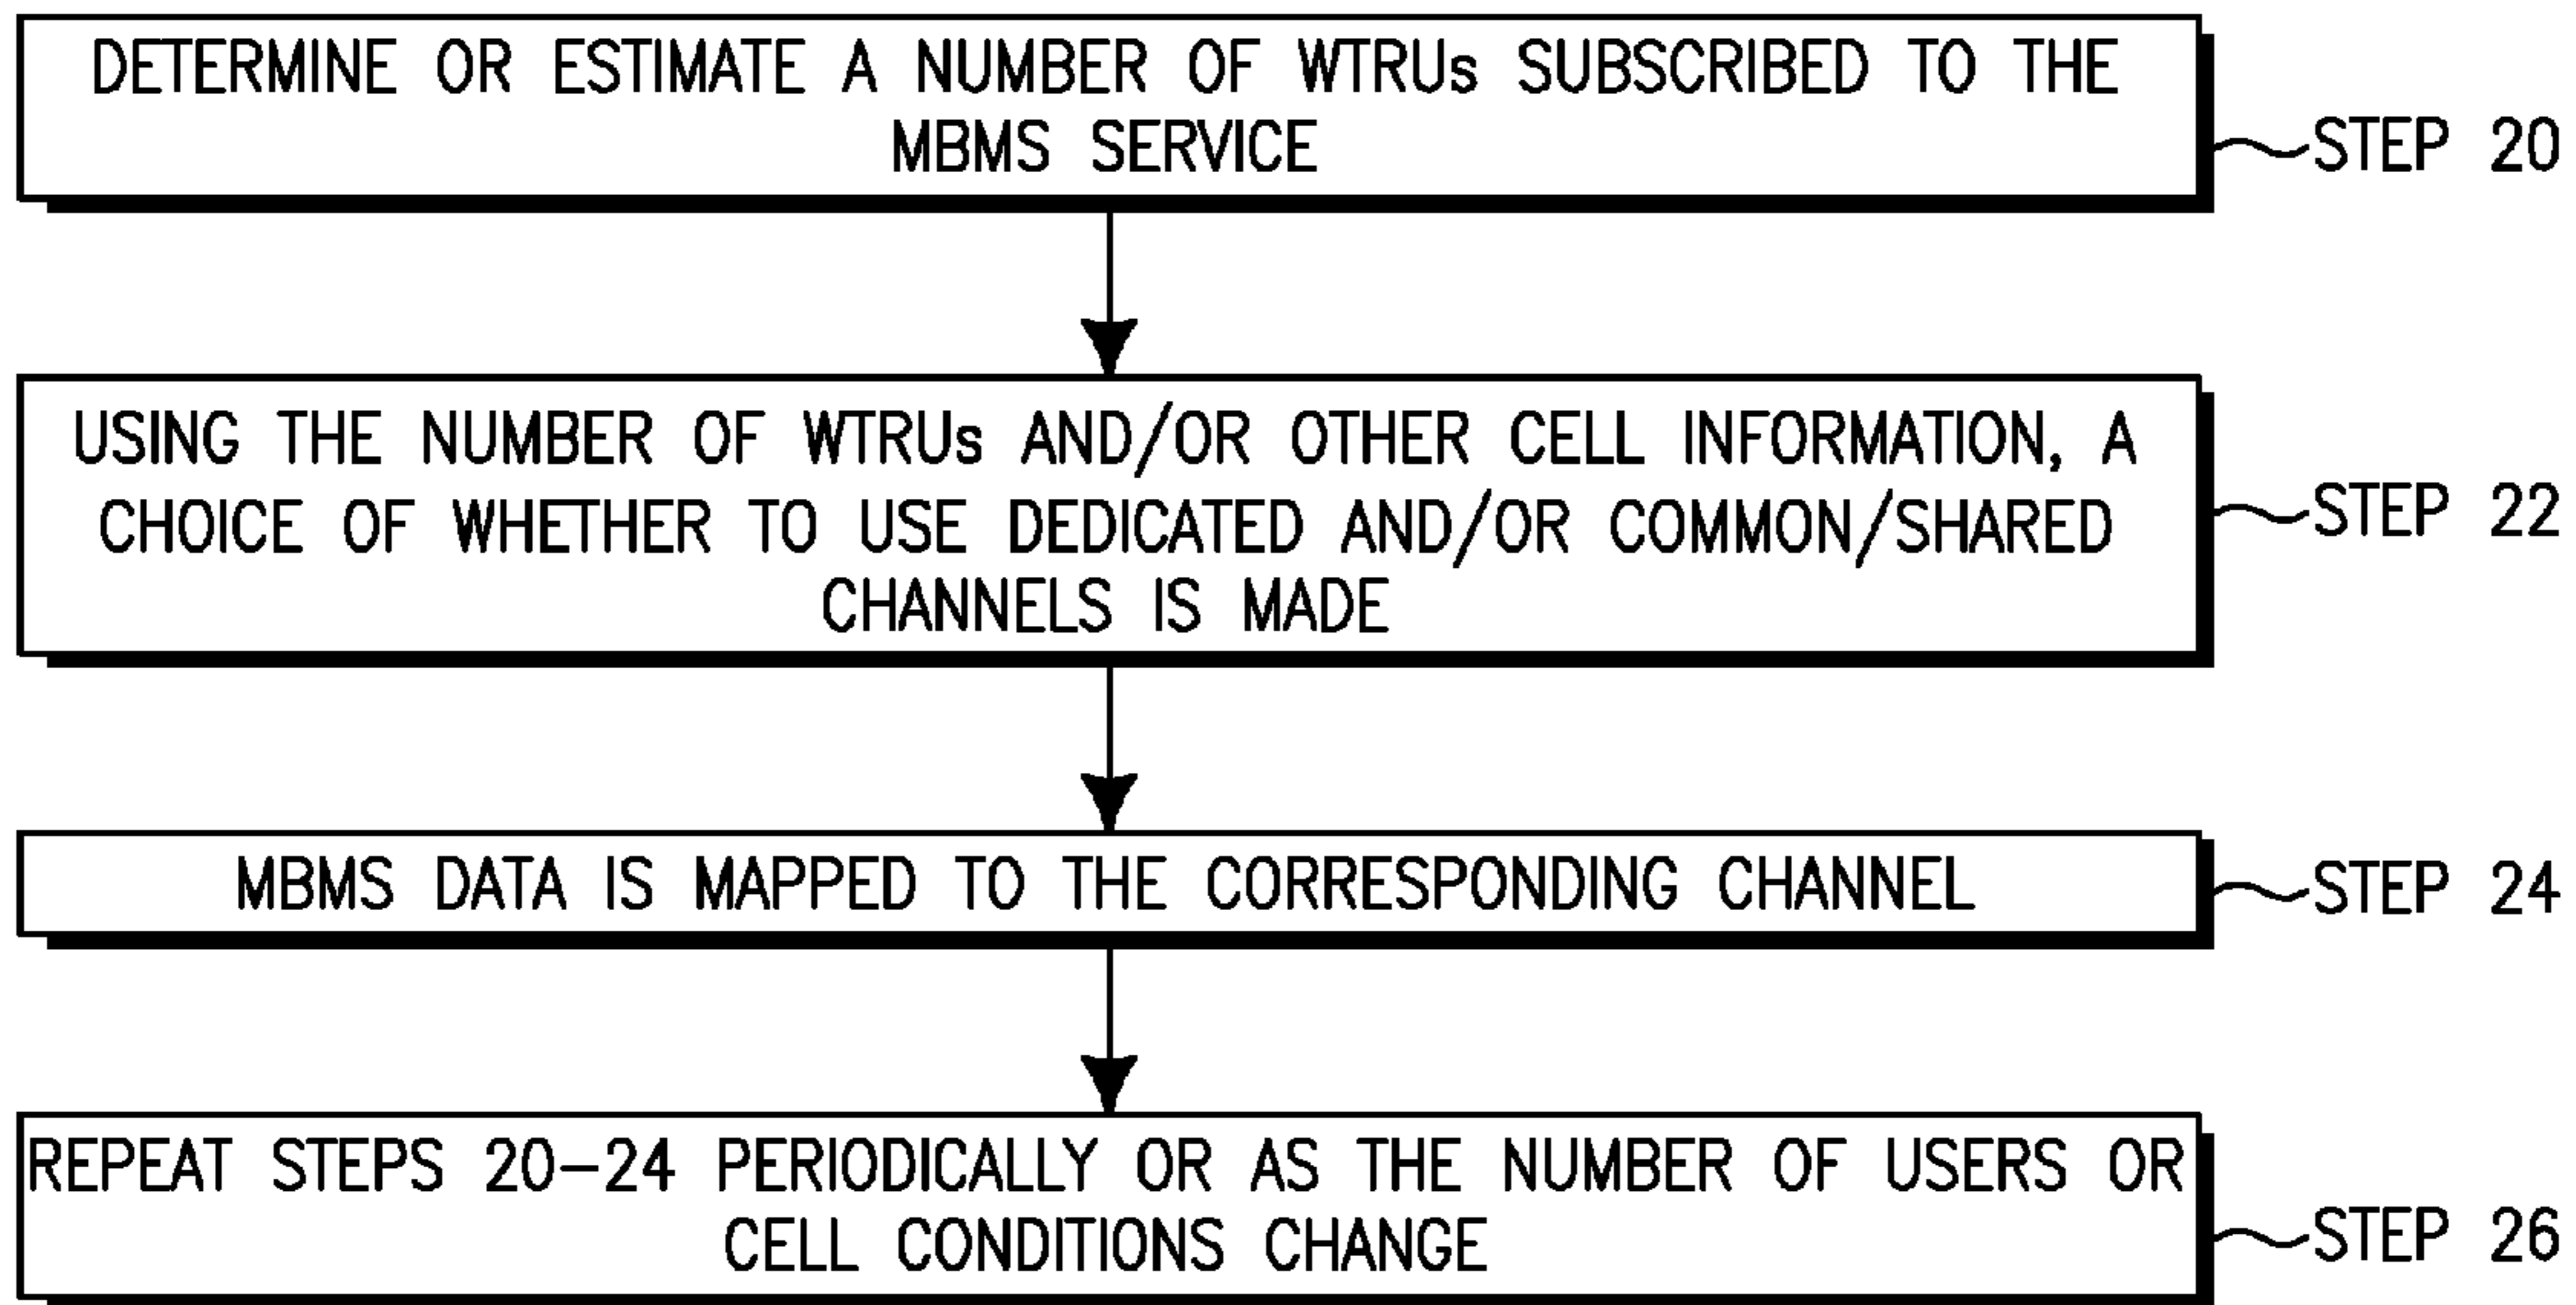 DETERMINE OR ESTIMATE A NUMBER OF WTRUs SUBSCRIBED TO THE
MBMS SERVICE
STEP 20
USING THE NUMBER OF WTRUs AND/OR OTHER CELL INFORMATION, A
CHOICE OF WHETHER TO USE DEDICATED AND/OR COMMON/SHARED
CHANNELS IS MADE
STEP 22
MBMS DATA IS MAPPED TO THE CORRESPONDING CHANNEL
STEP 24
REPEAT STEPS 20-24 PERIODICALLY OR AS THE NUMBER OF USERS OR
CELL CONDITIONS CHANGE
STEP 26